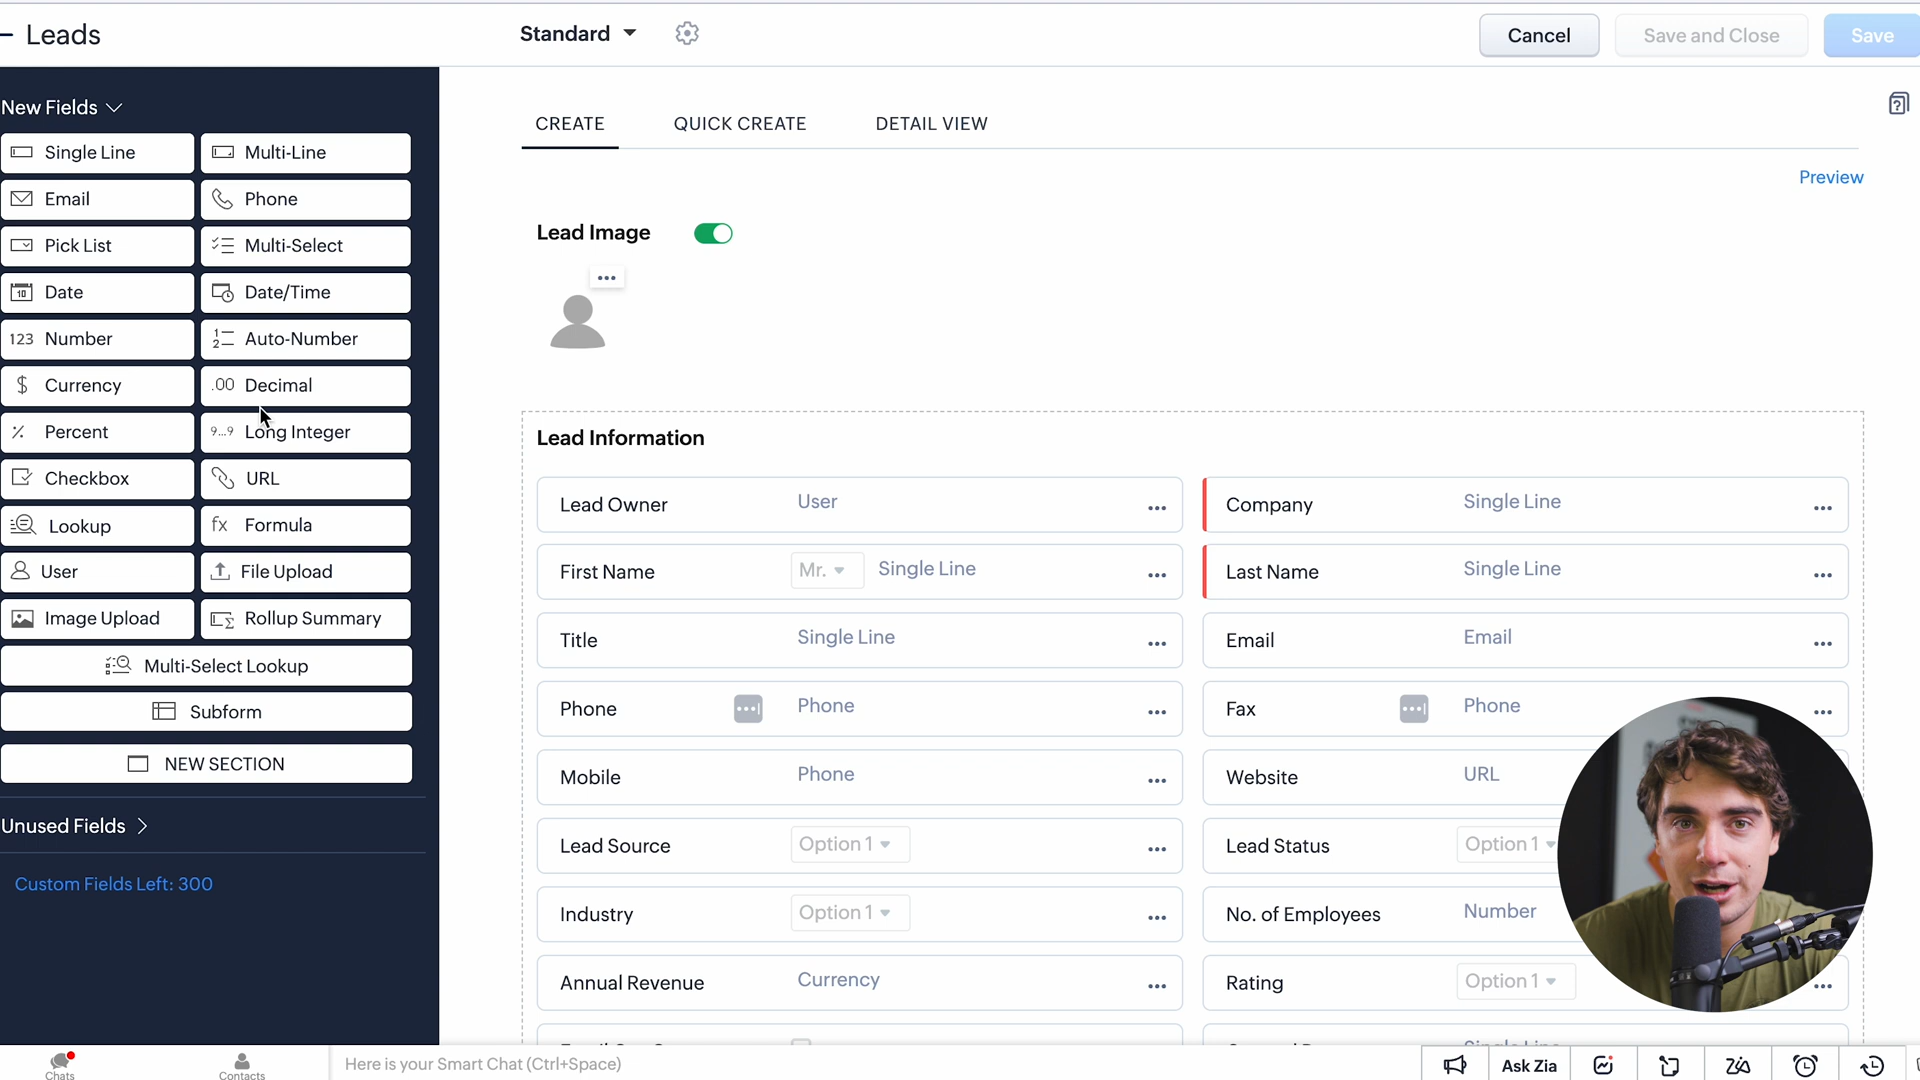 Leads
Standard
Cancel
Save and Close
Save
New Fields
Single Line
Multi-Line
Email
Phone
Pick List
Multi-Select
10 Date
Date/Time
123 Number
Auto-Number
$ Currency
.00 Decimal
Percent
9...9 Long Integer
Checkbox
URL
Lookup
fx Formula
User
File Upload
Image Upload
Rollup Summary
Multi-Select Lookup
Subform
NEW SECTION
Unused Fields
Custom Fields Left: 300
CREATE
QUICK CREATE
DETAIL VIEW
Preview
Lead Image
Lead Information
Lead Owner User
Company Single Line
First Name Mr. Single Line
Last Name Single Line
Title Single Line
Email Email
Phone Phone
Fax Phone
Mobile Phone
Website URL
Lead Source Option 1
Lead Status Option 1
Industry Option 1
No. of Employees Number
Annual Revenue Currency
Rating Option 1
Chats
Contacts
Here is your Smart Chat (Ctrl+Space)
Ask Zia